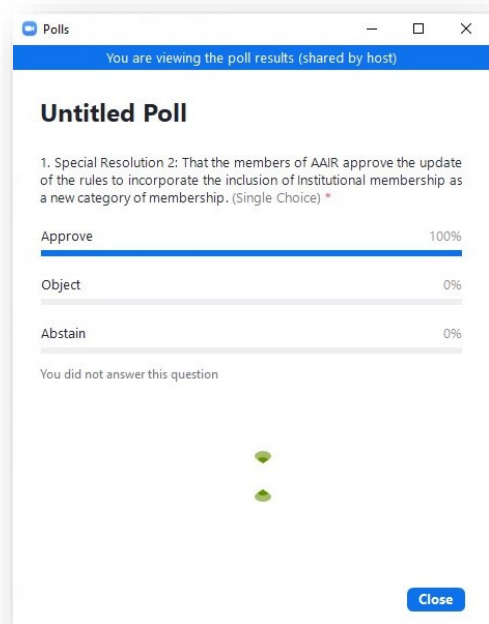 Polls
You are viewing the poll results (shared by host)
Untitled Poll
1. Special Resolution 2: That the members of AAIR approve the update
of the rules to incorporate the inclusion of Institutional membership as
a new category of membership. (Single Choice) *
Approve 100%
Object 0%
Abstain 0%
You did not answer this question
Close